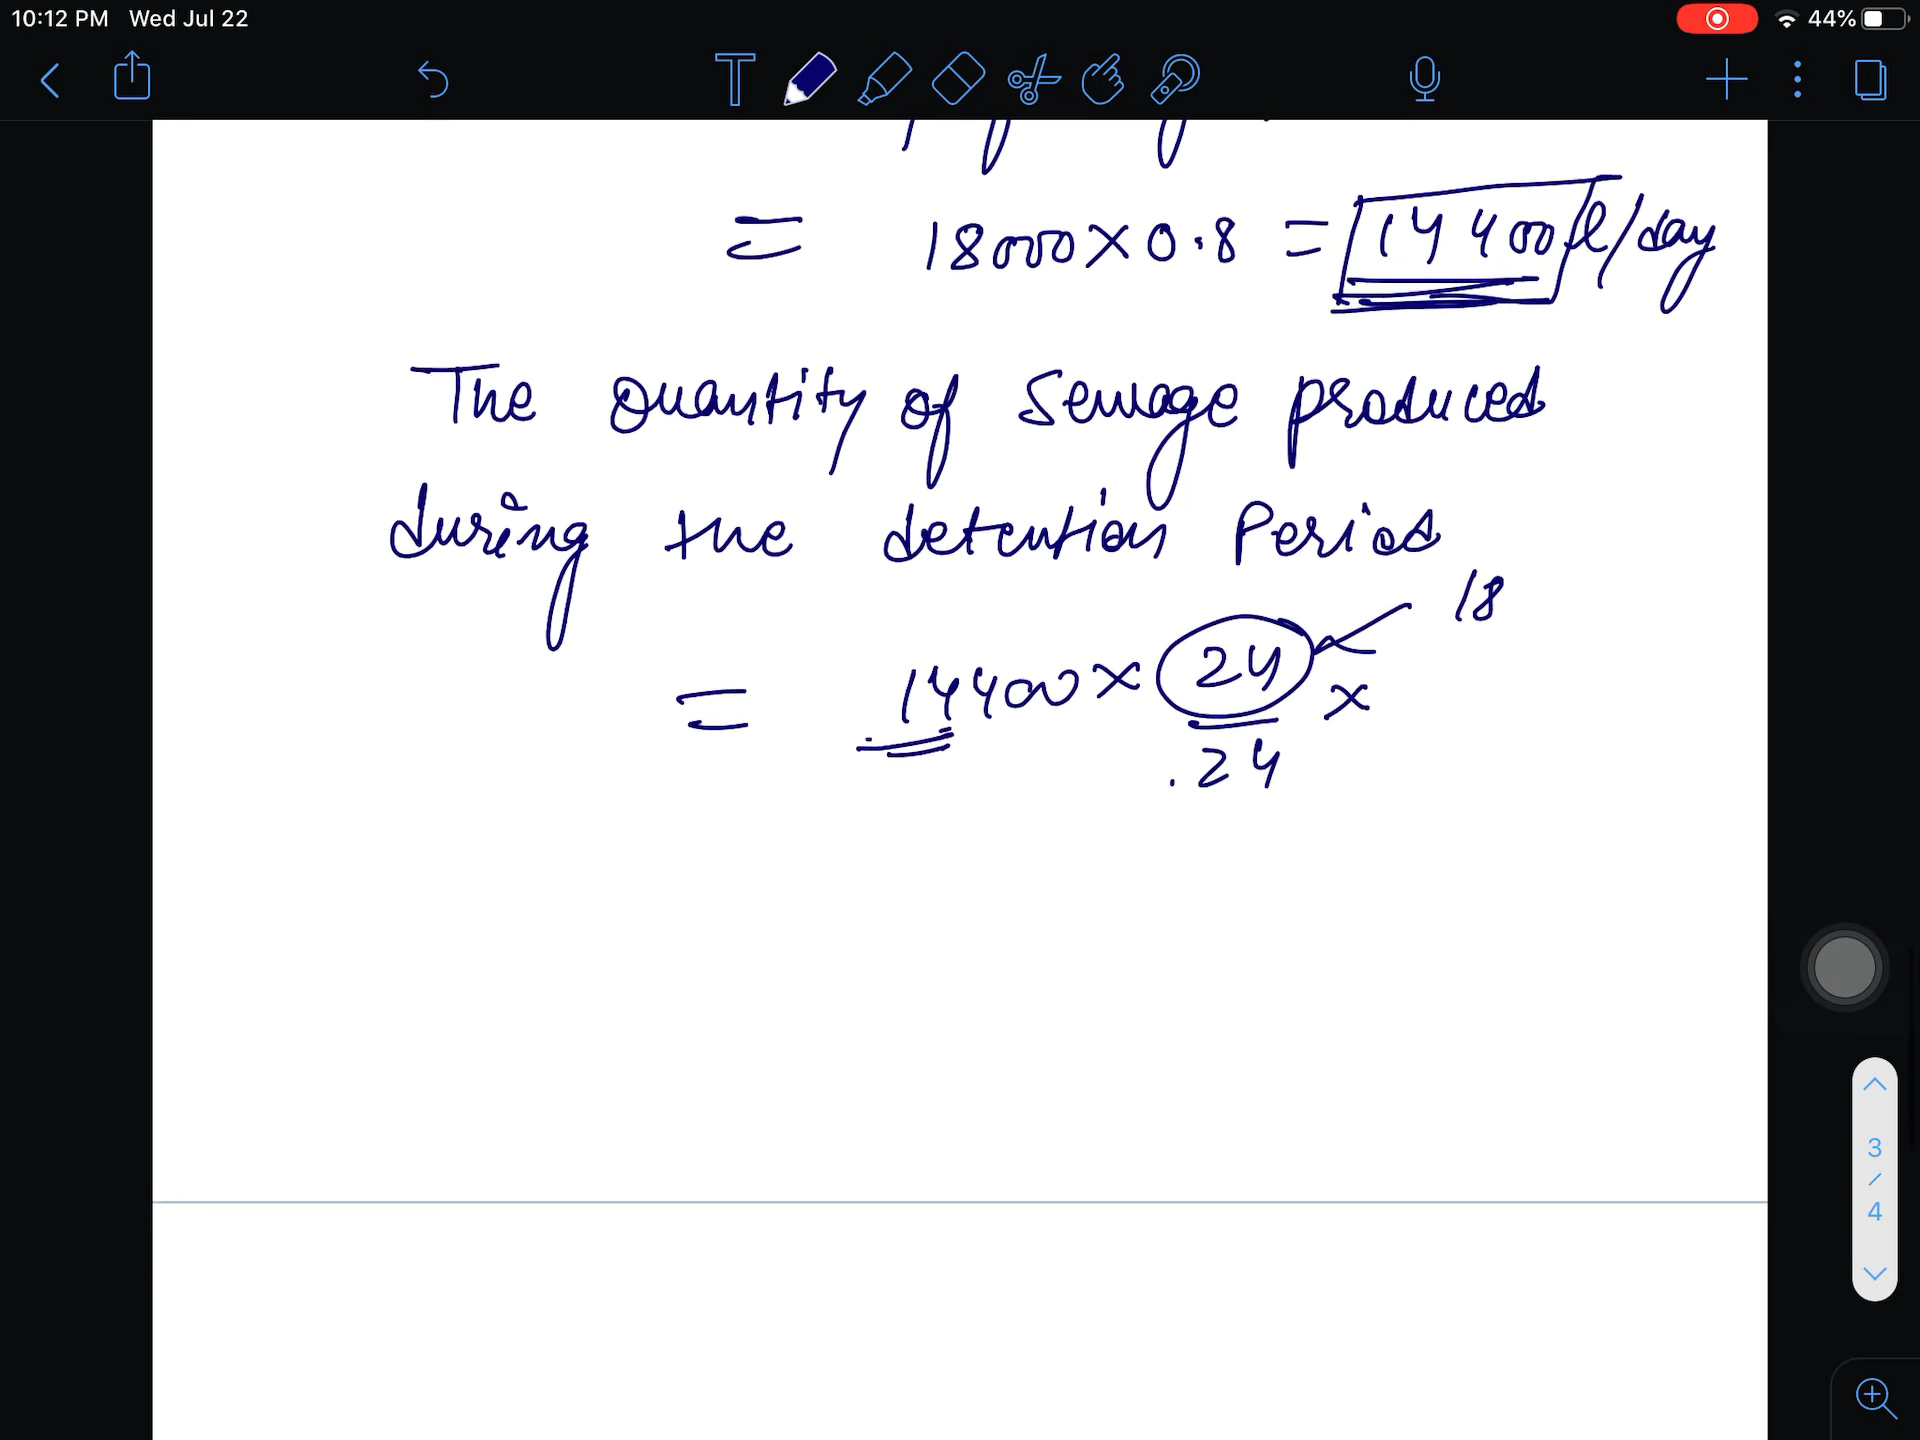 10:12 PM Wed Jul 22
44%
= 18000 × 0.8 = 14400 l/day
The Quantity of Sewage produced
during the detention Period
18
= 14400 × 24 ×
.24
3
/
4